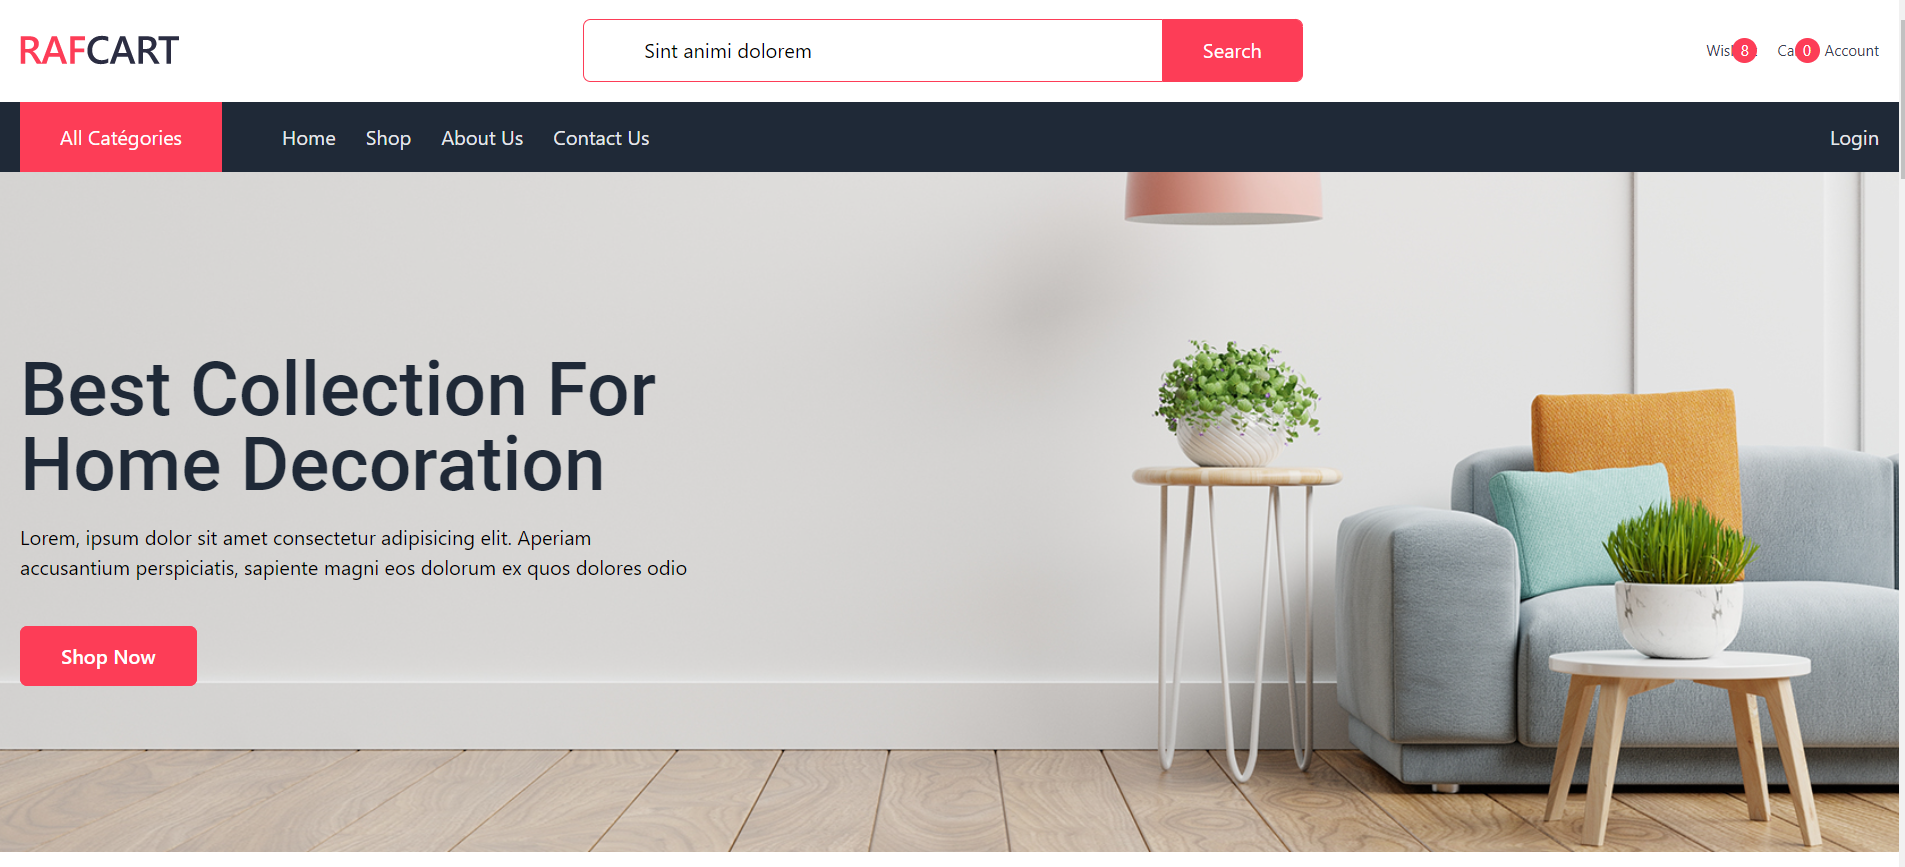 RAFCART
Sint animi dolorem
Search
8
0
Account
All Catégories
Home
Shop
About Us
Contact Us
Login
Best Collection For
Home Decoration
Lorem, ipsum dolor sit amet consectetur adipisicing elit. Aperiam
accusantium perspiciatis, sapiente magni eos dolorum ex quos dolores odio
Shop Now